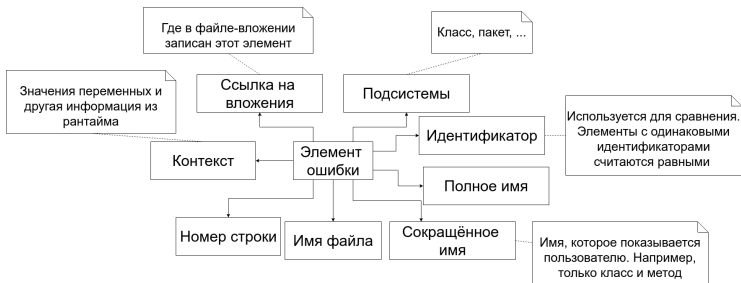 Где в файле-вложении
записан этот элемент
Класс, пакет, ...
Значения переменных и
другая информация из
рантайма
Ссылка на
вложения
Подсистемы
Используется для сравнения.
Элементы с одинаковыми
идентификаторами
считаются равными
Идентификатор
Контекст
Элемент
ошибки
Полное имя
Номер строки
Имя файла
Сокращённое
имя
Имя, которое показывается
пользователю. Например,
только класс и метод